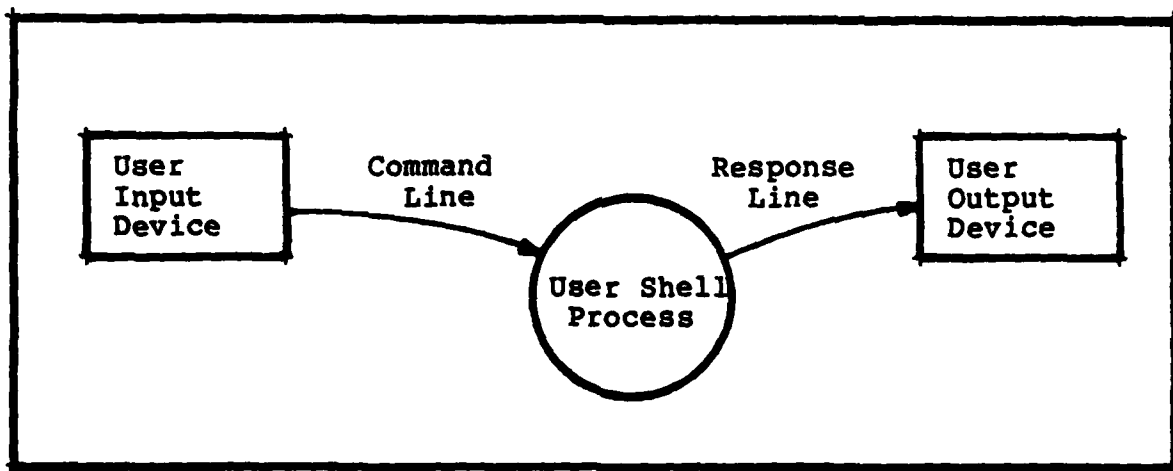 User
Input
Device
Command
Line
User Shell
Process
Response
Line
User
Output
Device